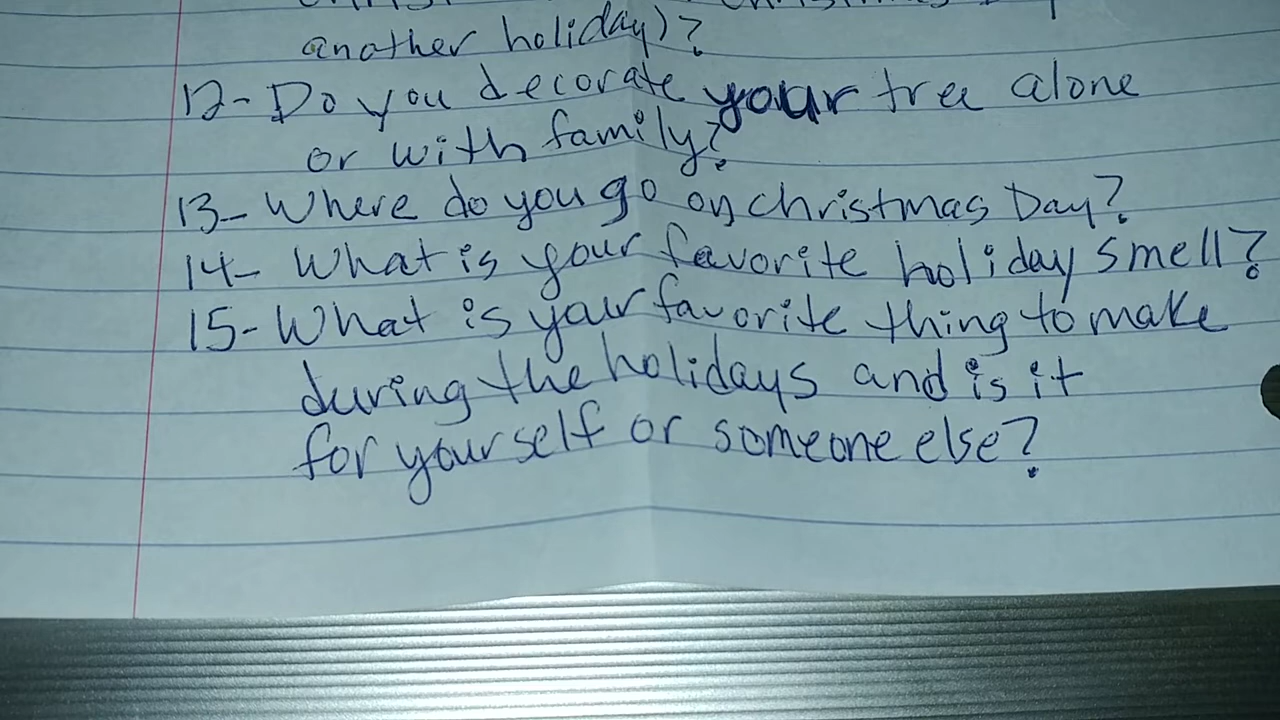 another holiday)?
12- Do you decorate your tree alone
or with family?
13- Where do you go on Christmas Day?
14- What is your favorite holiday smell?
15- What is your favorite thing to make
during the holidays and is it
for yourself or someone else?